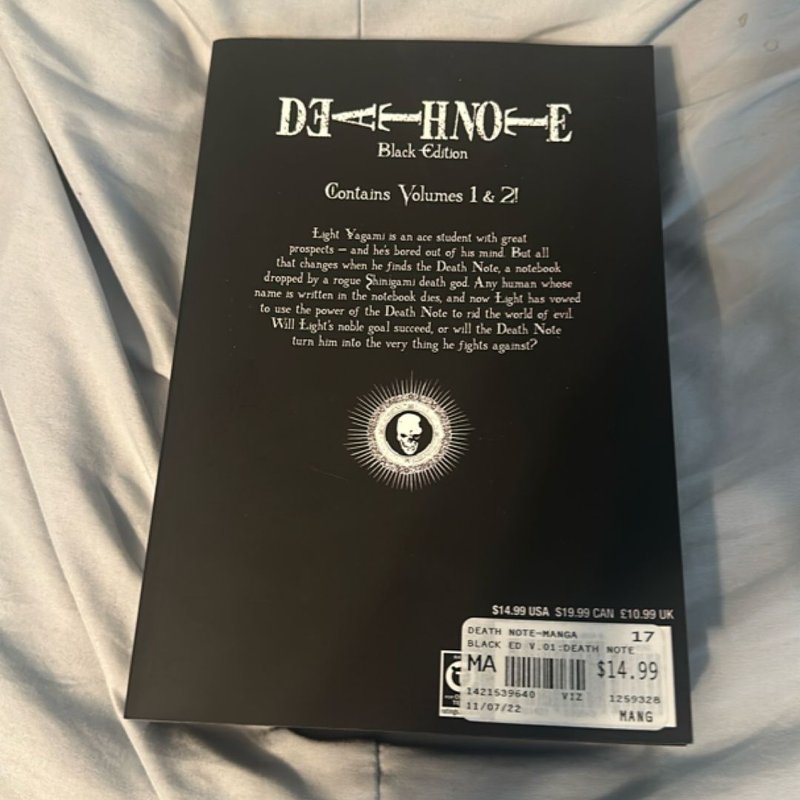 DEATHNOTE
Black Edition
Contains Volumes 1 & 2!
Light Yagami is an ace student with great
prospects – and he's bored out of his mind. But all
that changes when he finds the Death Note, a notebook
dropped by a rogue Shinigami death god. Any human whose
name is written in the notebook dies, and now Light has vowed
to use the power of the Death Note to rid the world of evil.
Will Light's noble goal succeed, or will the Death Note
turn him into the very thing he fights against?
$14.99 USA $19.99 CAN £10.99 UK
DEATH NOTE-MANGA 17
BLACK ED V.01:DEATH NOTE
MA $14.99
1421539640 VIZ 1259328
11/07/22 MANG